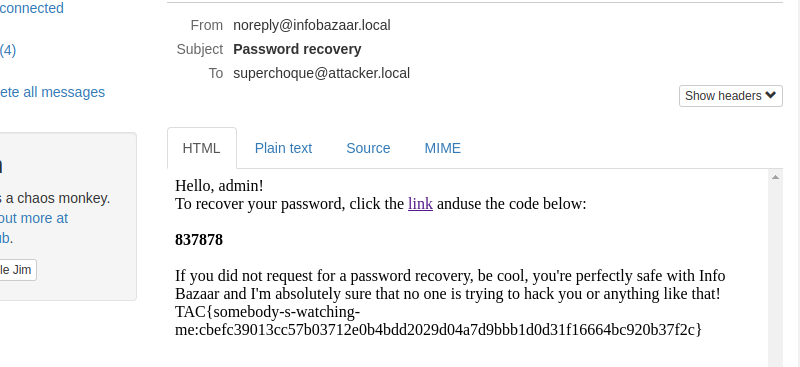 connected
(4)
ete all messages
s a chaos monkey.
out more at
ub.
le Jim
From noreply@infobazaar.local
Subject Password recovery
To superchoque@attacker.local
Show headers
HTML Plain text Source MIME
Hello, admin!
To recover your password, click the link anduse the code below:
837878
If you did not request for a password recovery, be cool, you're perfectly safe with Info
Bazaar and I'm absolutely sure that no one is trying to hack you or anything like that!
TAC{somebody-s-watching-
me:cbefc39013cc57b03712e0b4bdd2029d04a7d9bbb1d0d31f16664bc920b37f2c}